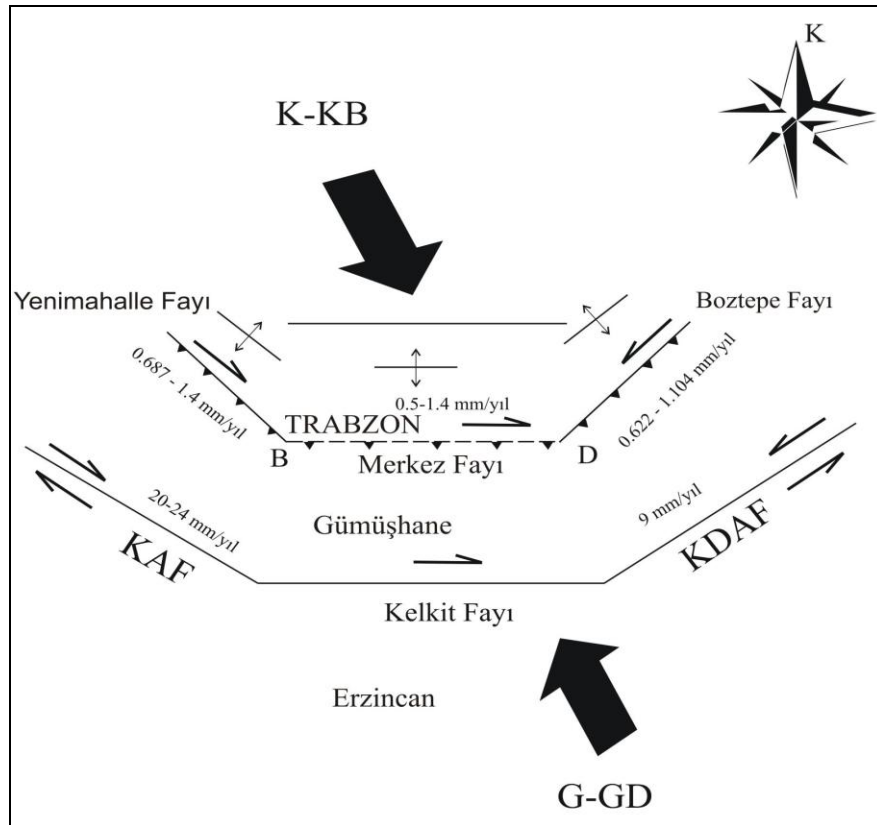 K
K-KB
Yenimahalle Fayı
Boztepe Fayı
0.687 - 1.4 mm/yıl
0.622 - 1.104 mm/yıl
0.5-1.4 mm/yıl
TRABZON
B
D
Merkez Fayı
20-24 mm/yıl
9 mm/yıl
Gümüşhane
KAF
KDAF
Kelkit Fayı
Erzincan
G-GD